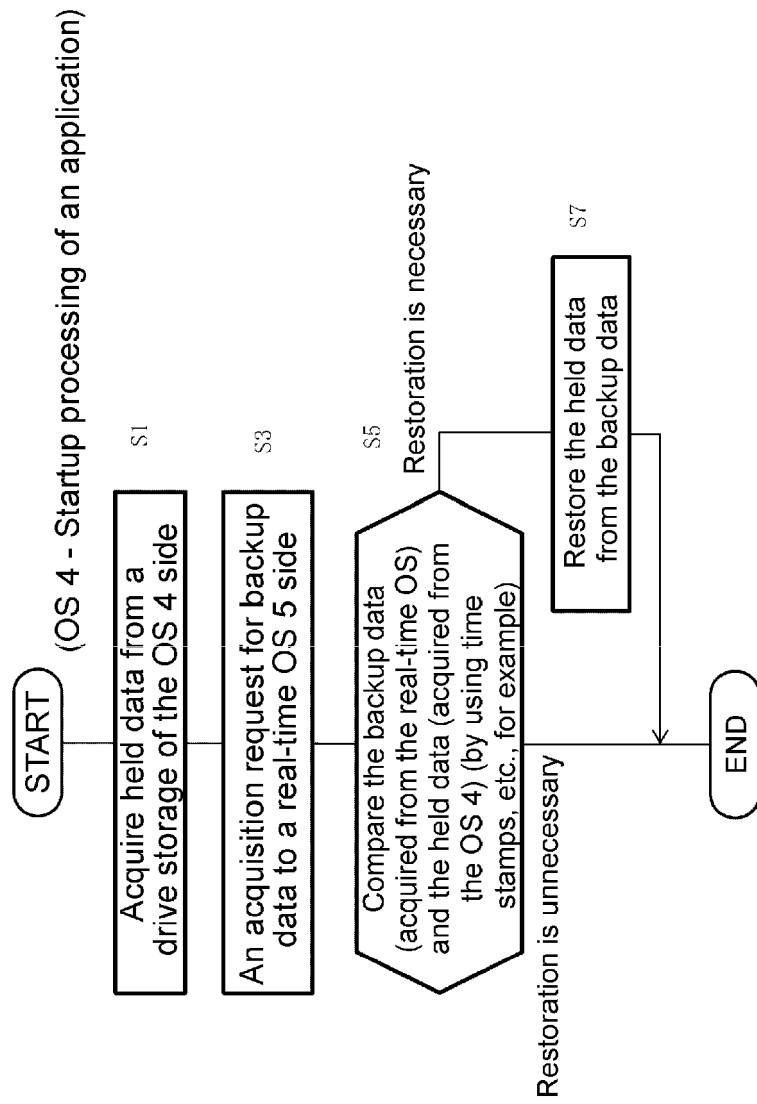 START
(OS 4 - Startup processing of an application)
Acquire held data from a
drive storage of the OS 4 side
S1
An acquisition request for backup
data to a real-time OS 5 side
S3
Compare the backup data
(acquired from the real-time OS)
and the held data (acquired from
the OS 4) (by using time
stamps, etc., for example)
S5
Restoration is necessary
S7
Restore the held data
from the backup data
Restoration is unnecessary
END